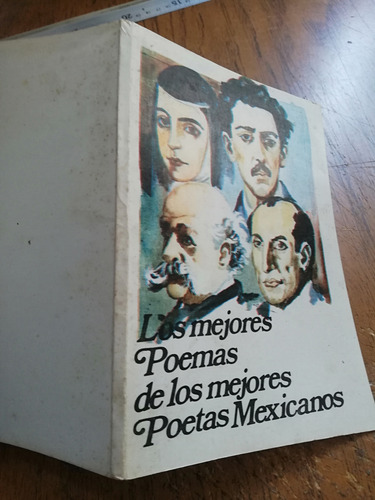 Los mejores
Poemas
de los mejores
Poetas Mexicanos